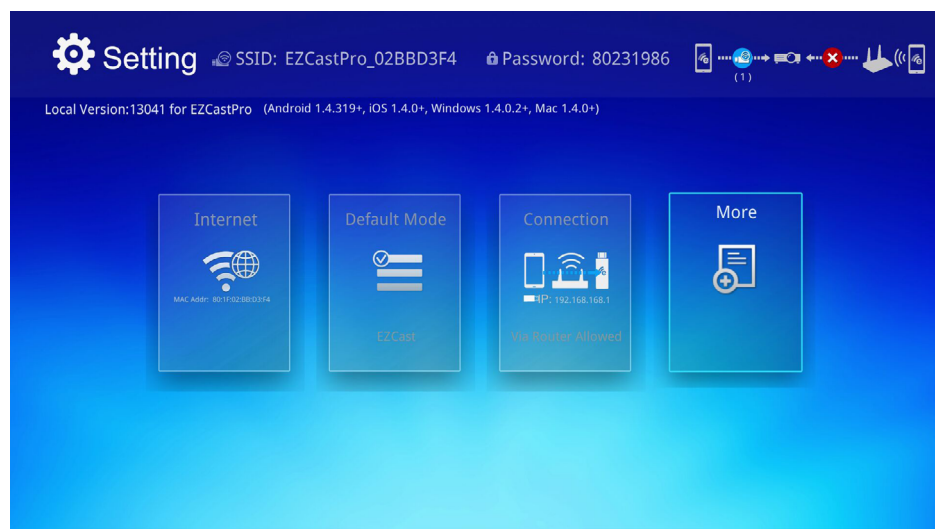 Setting
SSID: EZCastPro_02BBD3F4
Password: 80231986
(1)
Local Version:13041 for EZCastPro (Android 1.4.319+, iOS 1.4.0+, Windows 1.4.0.2+, Mac 1.4.0+)
Internet
MAC Addr: 80:1F:02:BB:D3:F4
Default Mode
EZCast
Connection
IP: 192.168.168.1
Via Router Allowed
More